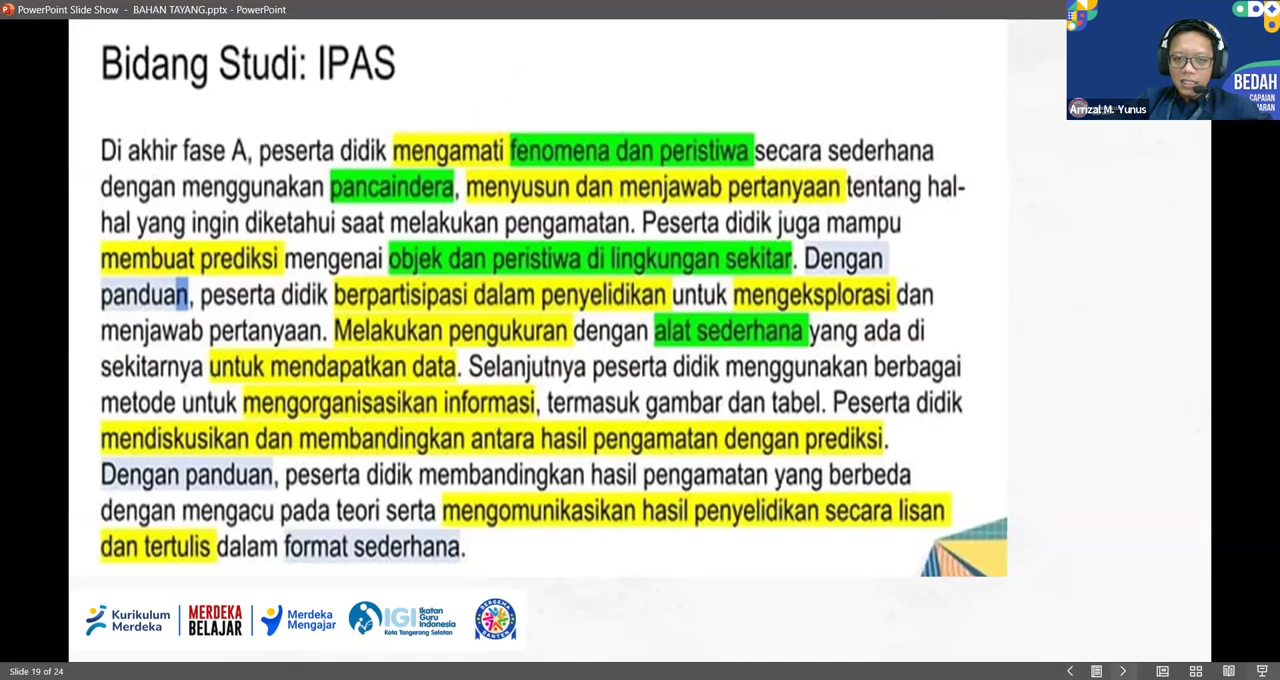 PowerPoint Slide Show - BAHAN TAYANG.pptx - PowerPoint
Bidang Studi: IPAS
Di akhir fase A, peserta didik mengamati fenomena dan peristiwa secara sederhana
dengan menggunakan pancaindera, menyusun dan menjawab pertanyaan tentang hal-
hal yang ingin diketahui saat melakukan pengamatan. Peserta didik juga mampu
membuat prediksi mengenai objek dan peristiwa di lingkungan sekitar. Dengan
panduan, peserta didik berpartisipasi dalam penyelidikan untuk mengeksplorasi dan
menjawab pertanyaan. Melakukan pengukuran dengan alat sederhana yang ada di
sekitarnya untuk mendapatkan data. Selanjutnya peserta didik menggunakan berbagai
metode untuk mengorganisasikan informasi, termasuk gambar dan tabel. Peserta didik
mendiskusikan dan membandingkan antara hasil pengamatan dengan prediksi.
Dengan panduan, peserta didik membandingkan hasil pengamatan yang berbeda
dengan mengacu pada teori serta mengomunikasikan hasil penyelidikan secara lisan
dan tertulis dalam format sederhana.
BEDAH
CAPAIAN
Arrizal M. Yunus
Kurikulum
Merdeka
MERDEKA
BELAJAR
Merdeka
Mengajar
IGI
Ikatan
Guru
Indonesia
Kota Tangerang Selatan
Slide 19 of 24